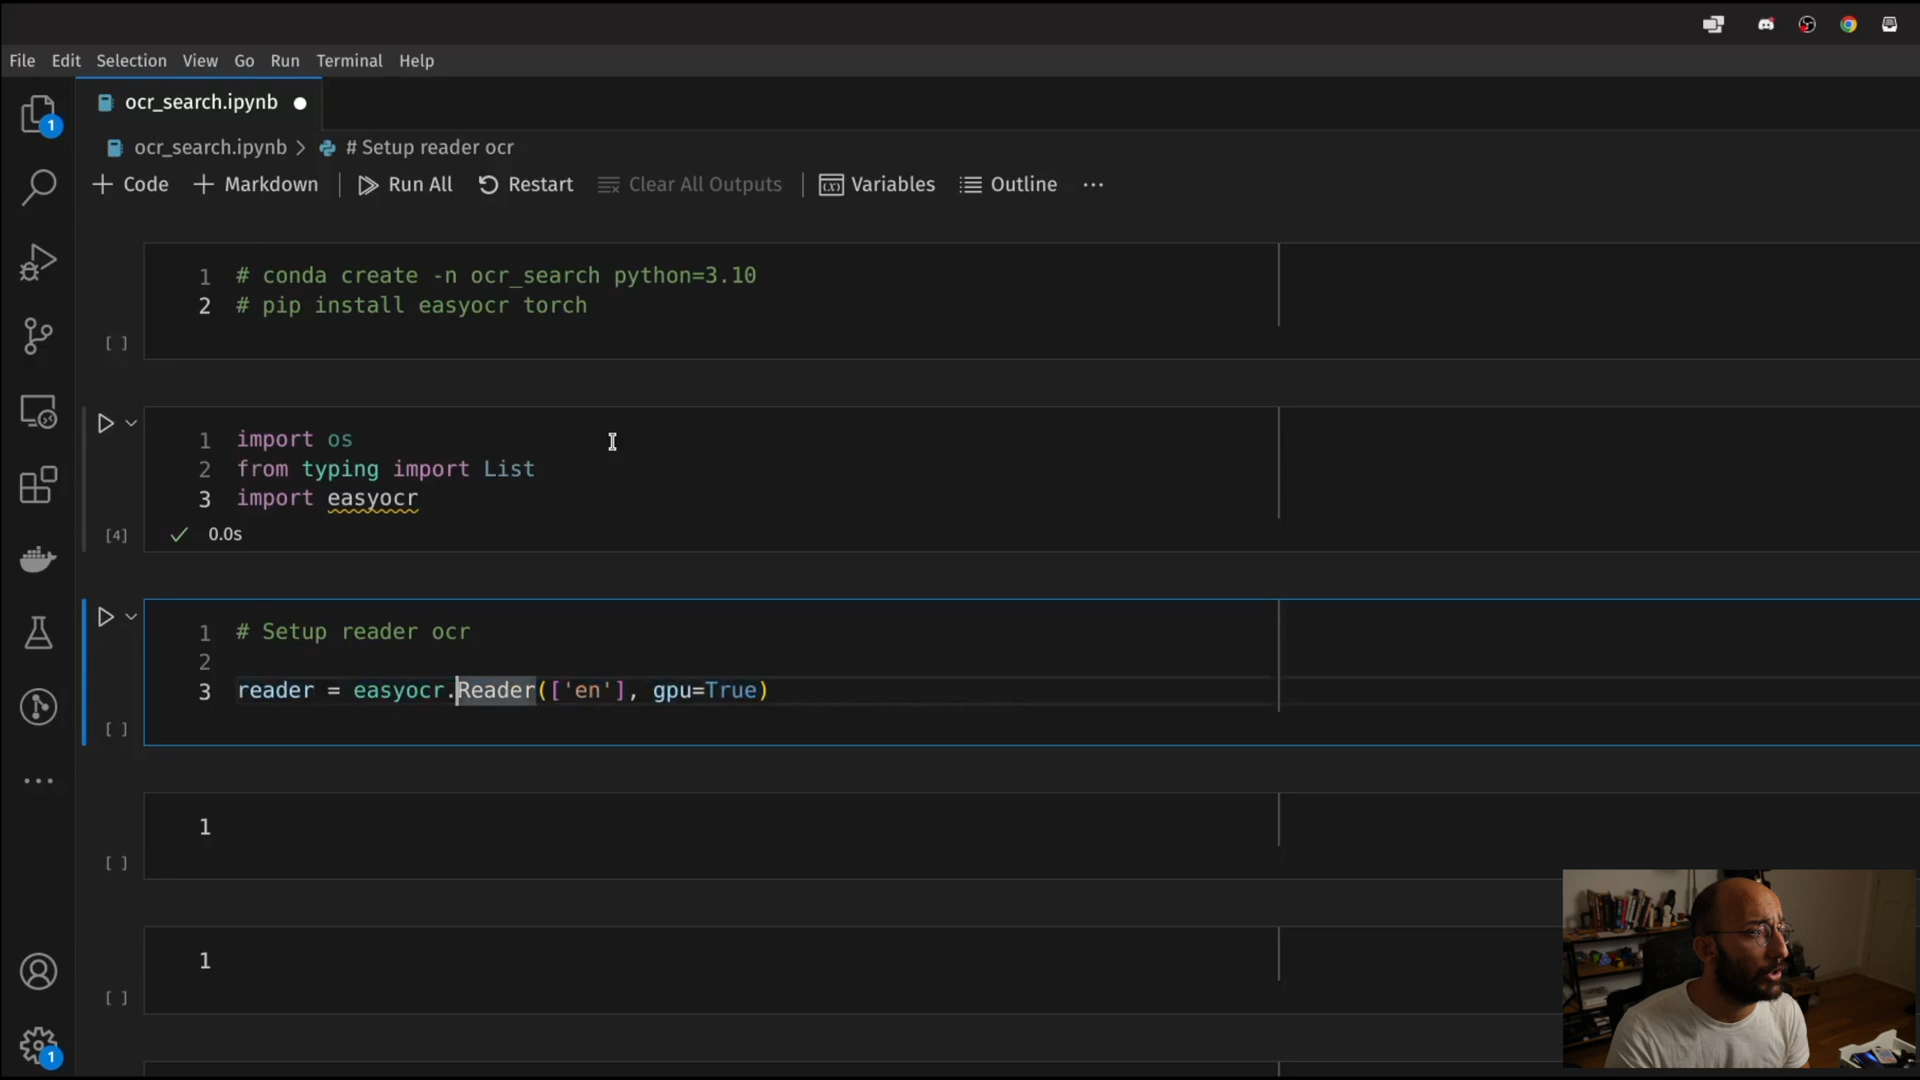 File Edit Selection View Go Run Terminal Help
ocr_search.ipynb
1
ocr_search.ipynb > # Setup reader ocr
+ Code + Markdown Run All Restart Clear All Outputs Variables Outline ...
1 # conda create -n ocr_search python=3.10
2 # pip install easyocr torch
[ ]
1 import os
2 from typing import List
3 import easyocr
[4] 0.0s
1 # Setup reader ocr
2
3 reader = easyocr.Reader(['en'], gpu=True)
[ ]
1
[ ]
1
[ ]
1